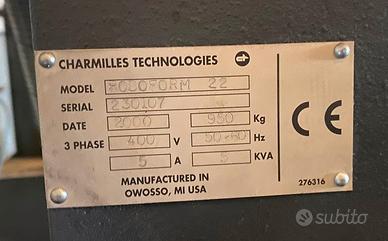 CHARMILLES TECHNOLOGIES
MODEL ROBOFORM 22
SERIAL 230107
DATE 2000 950 Kg
3 PHASE 400 V 50-60 Hz
5 A 5 KVA
MANUFACTURED IN
OWOSSO, MI USA
CE
276316
subito